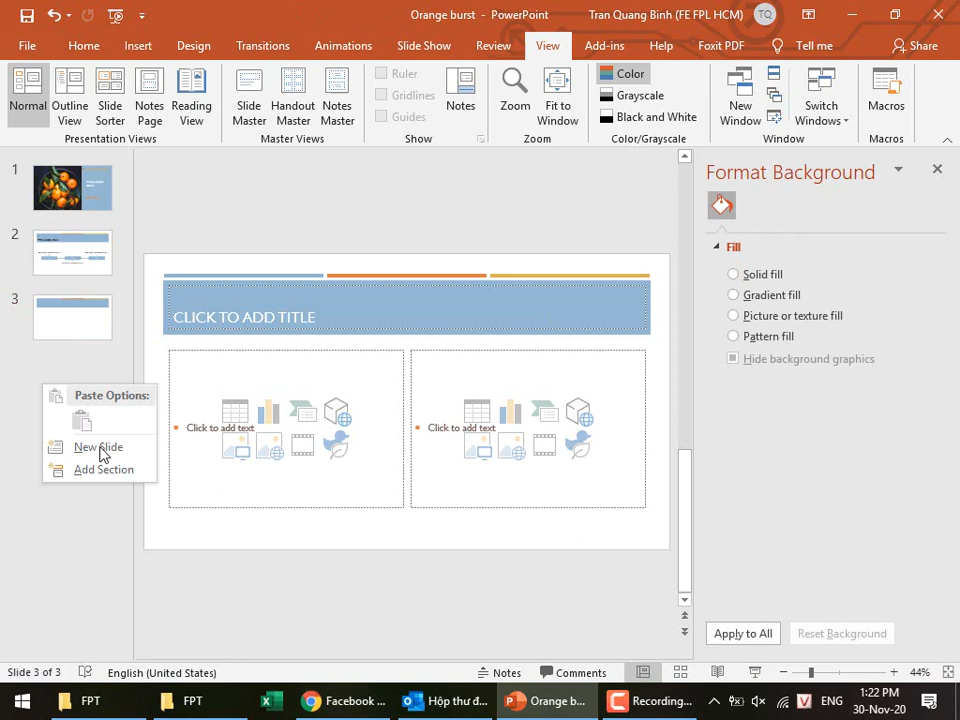 Orange burst - PowerPoint
Tran Quang Binh (FE FPL HCM) TQ
File Home Insert Design Transitions Animations Slide Show Review View Add-ins Help Foxit PDF Tell me Share
Normal
Outline View
Slide Sorter
Notes Page
Reading View
Presentation Views
Slide Master
Handout Master
Notes Master
Master Views
Ruler
Gridlines
Guides
Show
Notes
Zoom
Fit to Window
Zoom
Color
Grayscale
Black and White
Color/Grayscale
New Window
Switch Windows
Window
Macros
Macros
1
2
3
Paste Options:
New Slide
Add Section
CLICK TO ADD TITLE
Click to add text
Click to add text
Format Background
Fill
Solid fill
Gradient fill
Picture or texture fill
Pattern fill
Hide background graphics
Apply to All Reset Background
Slide 3 of 3 English (United States) Notes Comments 44%
FPT FPT Facebook ... Hộp thư đ... Orange b... Recording... ENG
1:22 PM
30-Nov-20